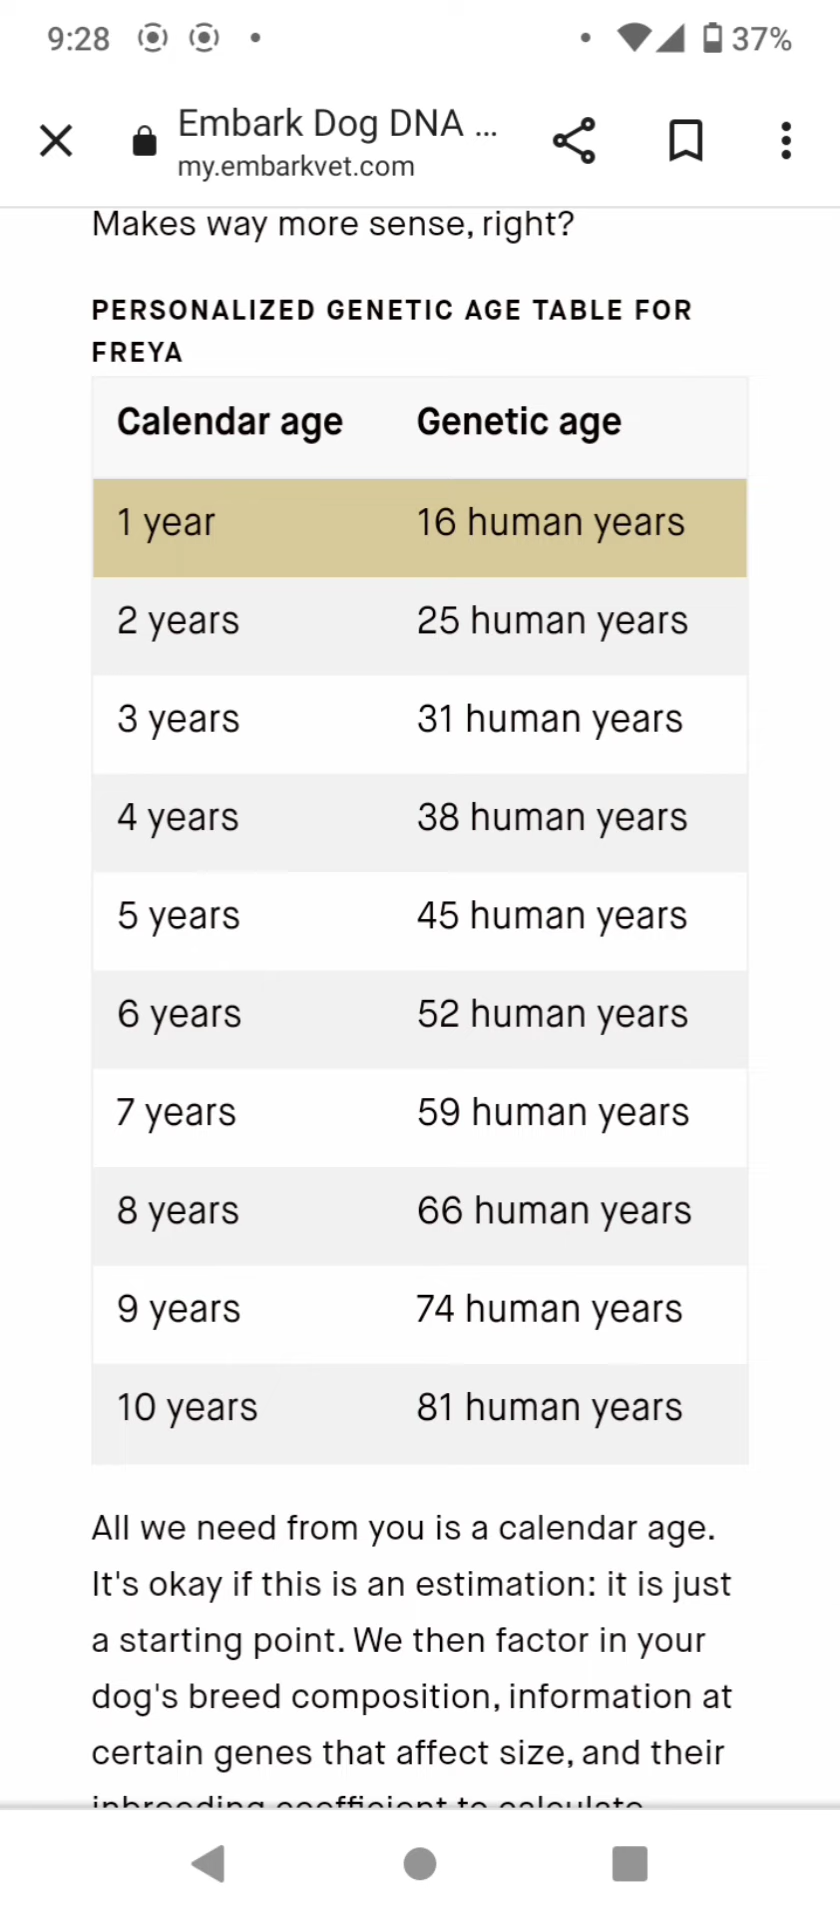 9:28
37%
Embark Dog DNA ...
my.embarkvet.com
Makes way more sense, right?
PERSONALIZED GENETIC AGE TABLE FOR
FREYA
Calendar age Genetic age
1 year 16 human years
2 years 25 human years
3 years 31 human years
4 years 38 human years
5 years 45 human years
6 years 52 human years
7 years 59 human years
8 years 66 human years
9 years 74 human years
10 years 81 human years
All we need from you is a calendar age.
It's okay if this is an estimation: it is just
a starting point. We then factor in your
dog's breed composition, information at
certain genes that affect size, and their
inbreeding coefficient to calculate